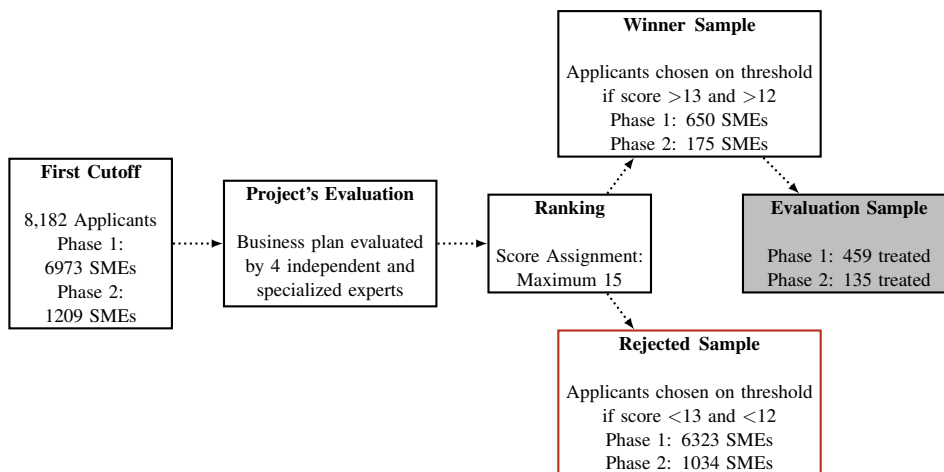 First Cutoff
8,182 Applicants
Phase 1:
6973 SMEs
Phase 2:
1209 SMEs
Project's Evaluation
Business plan evaluated
by 4 independent and
specialized experts
Ranking
Score Assignment:
Maximum 15
Winner Sample
Applicants chosen on threshold
if score >13 and >12
Phase 1: 650 SMEs
Phase 2: 175 SMEs
Evaluation Sample
Phase 1: 459 treated
Phase 2: 135 treated
Rejected Sample
Applicants chosen on threshold
if score <13 and <12
Phase 1: 6323 SMEs
Phase 2: 1034 SMEs